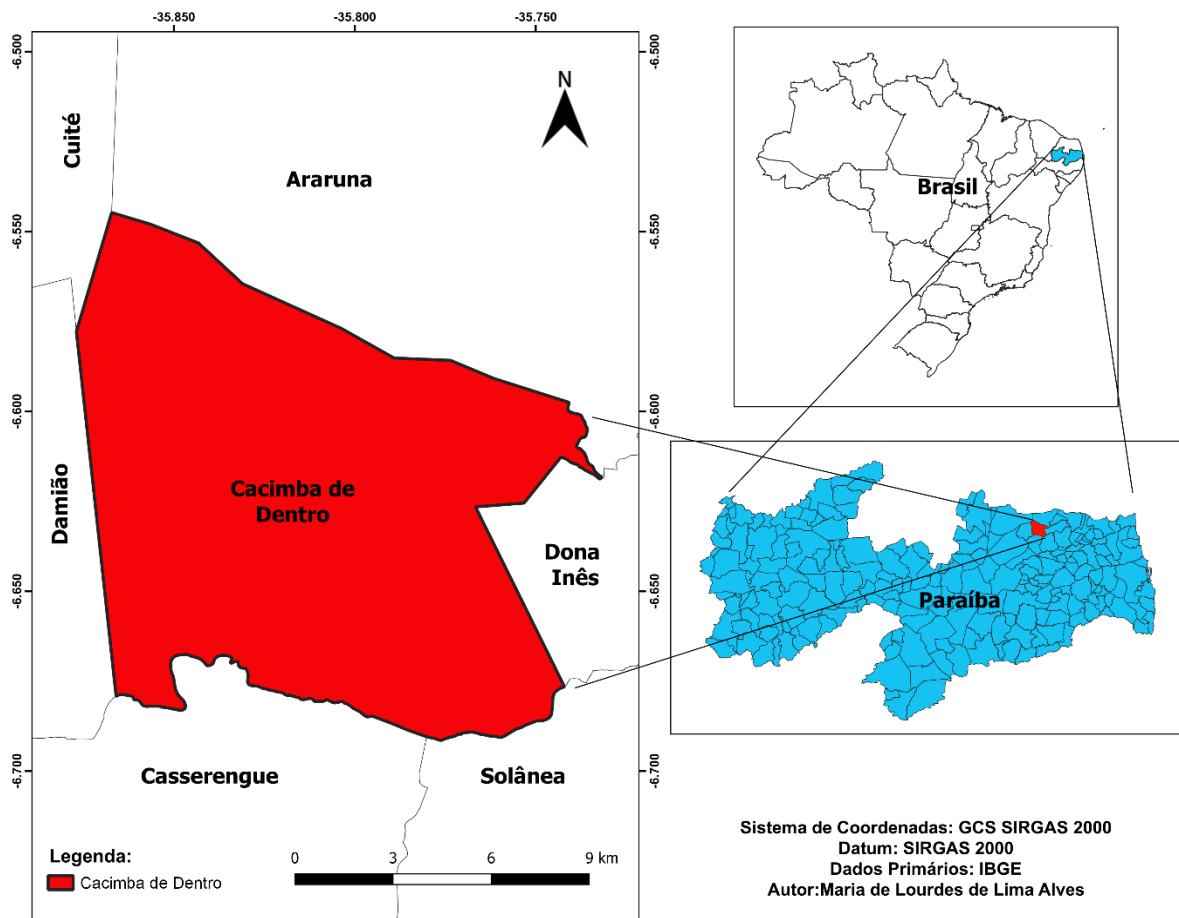 -35.850
-35.800
-35.750
-6.500
-6.500
N
Cuité
Araruna
Brasil
-6.550
-6.550
-6.600
-6.600
Damião
Cacimba de
Dentro
Dona
Inês
Paraíba
-6.650
-6.650
-6.700
-6.700
Casserengue
Solânea
Legenda:
Cacimba de Dentro
0 3 6 9 km
Sistema de Coordenadas: GCS SIRGAS 2000
Datum: SIRGAS 2000
Dados Primários: IBGE
Autor:Maria de Lourdes de Lima Alves